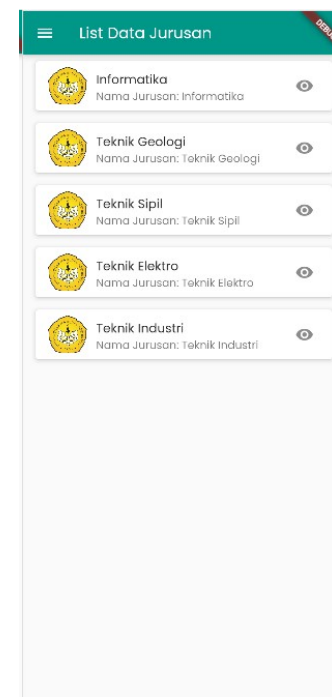 List Data Jurusan
Informatika
Nama Jurusan: Informatika
Teknik Geologi
Nama Jurusan: Teknik Geologi
Teknik Sipil
Nama Jurusan: Teknik Sipil
Teknik Elektro
Nama Jurusan: Teknik Elektro
Teknik Industri
Nama Jurusan: Teknik Industri